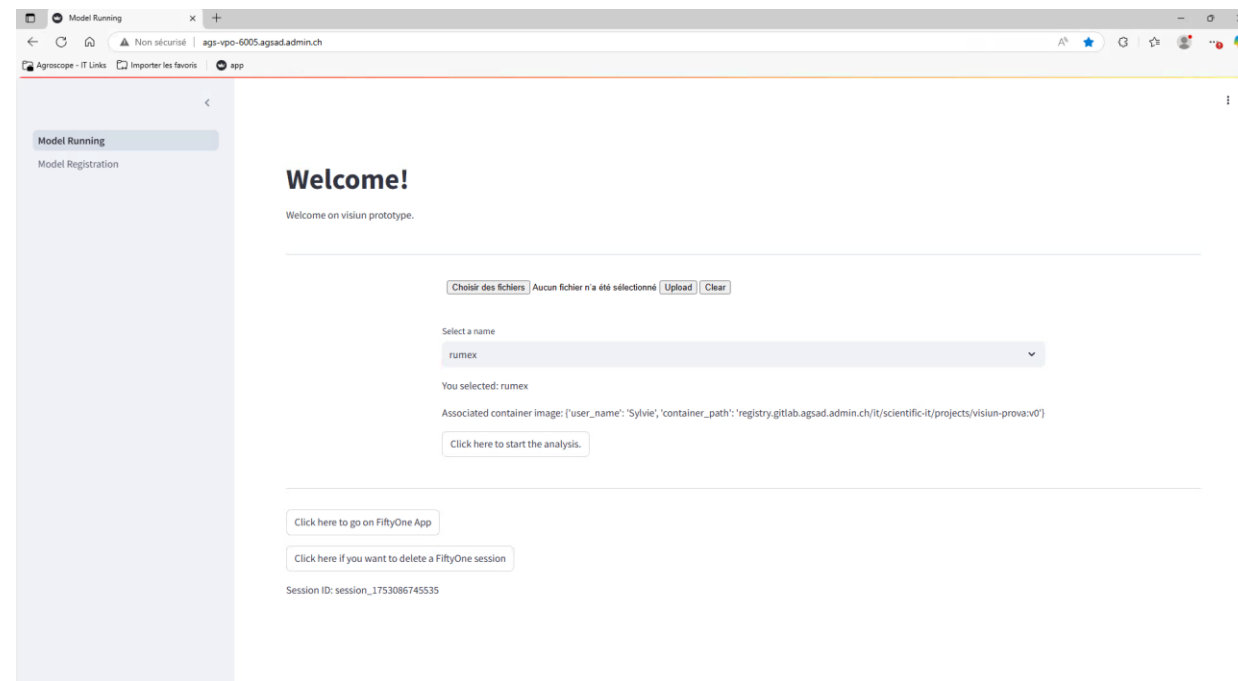 Model Running
Non sécurisé ags-vpo-6005.agsad.admin.ch
Agroscope - IT Links Importer les favoris app
Model Running
Model Registration
Welcome!
Welcome on visiun prototype.
Choisir des fichiers Aucun fichier n'a été sélectionné Upload Clear
Select a name
rumex
You selected: rumex
Associated container image: {'user_name': 'Sylvie', 'container_path': 'registry.gitlab.agsad.admin.ch/it/scientific-it/projects/visiun-prova:v0'}
Click here to start the analysis.
Click here to go on FiftyOne App
Click here if you want to delete a FiftyOne session
Session ID: session_1753086745535